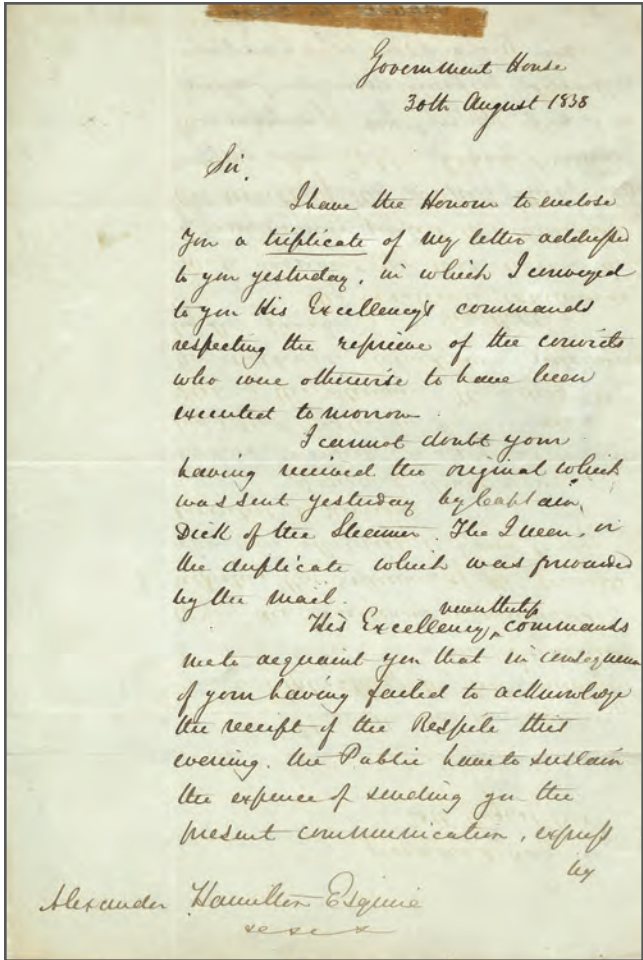 Government House
30th August 1838
Sir,
I have the Honour to enclose
you a triplicate of my letter addressed
to you yesterday, in which I conveyed
to you His Excellency's commands
respecting the reprieve of the convicts
who were otherwise to have been
executed tomorrow.
I cannot doubt your
having received the original which
was sent yesterday by Captain
Dick of the Steamer, The Queen, or
the duplicate which was forwarded
by the mail.
nevertheless
His Excellency, commands
me to acquaint you that in consequence
of your having failed to acknowledge
the receipt of the Respite this
evening, the Public have to sustain
the expence of sending you the
present communication, express
by
Alexander Hamilton Esquire